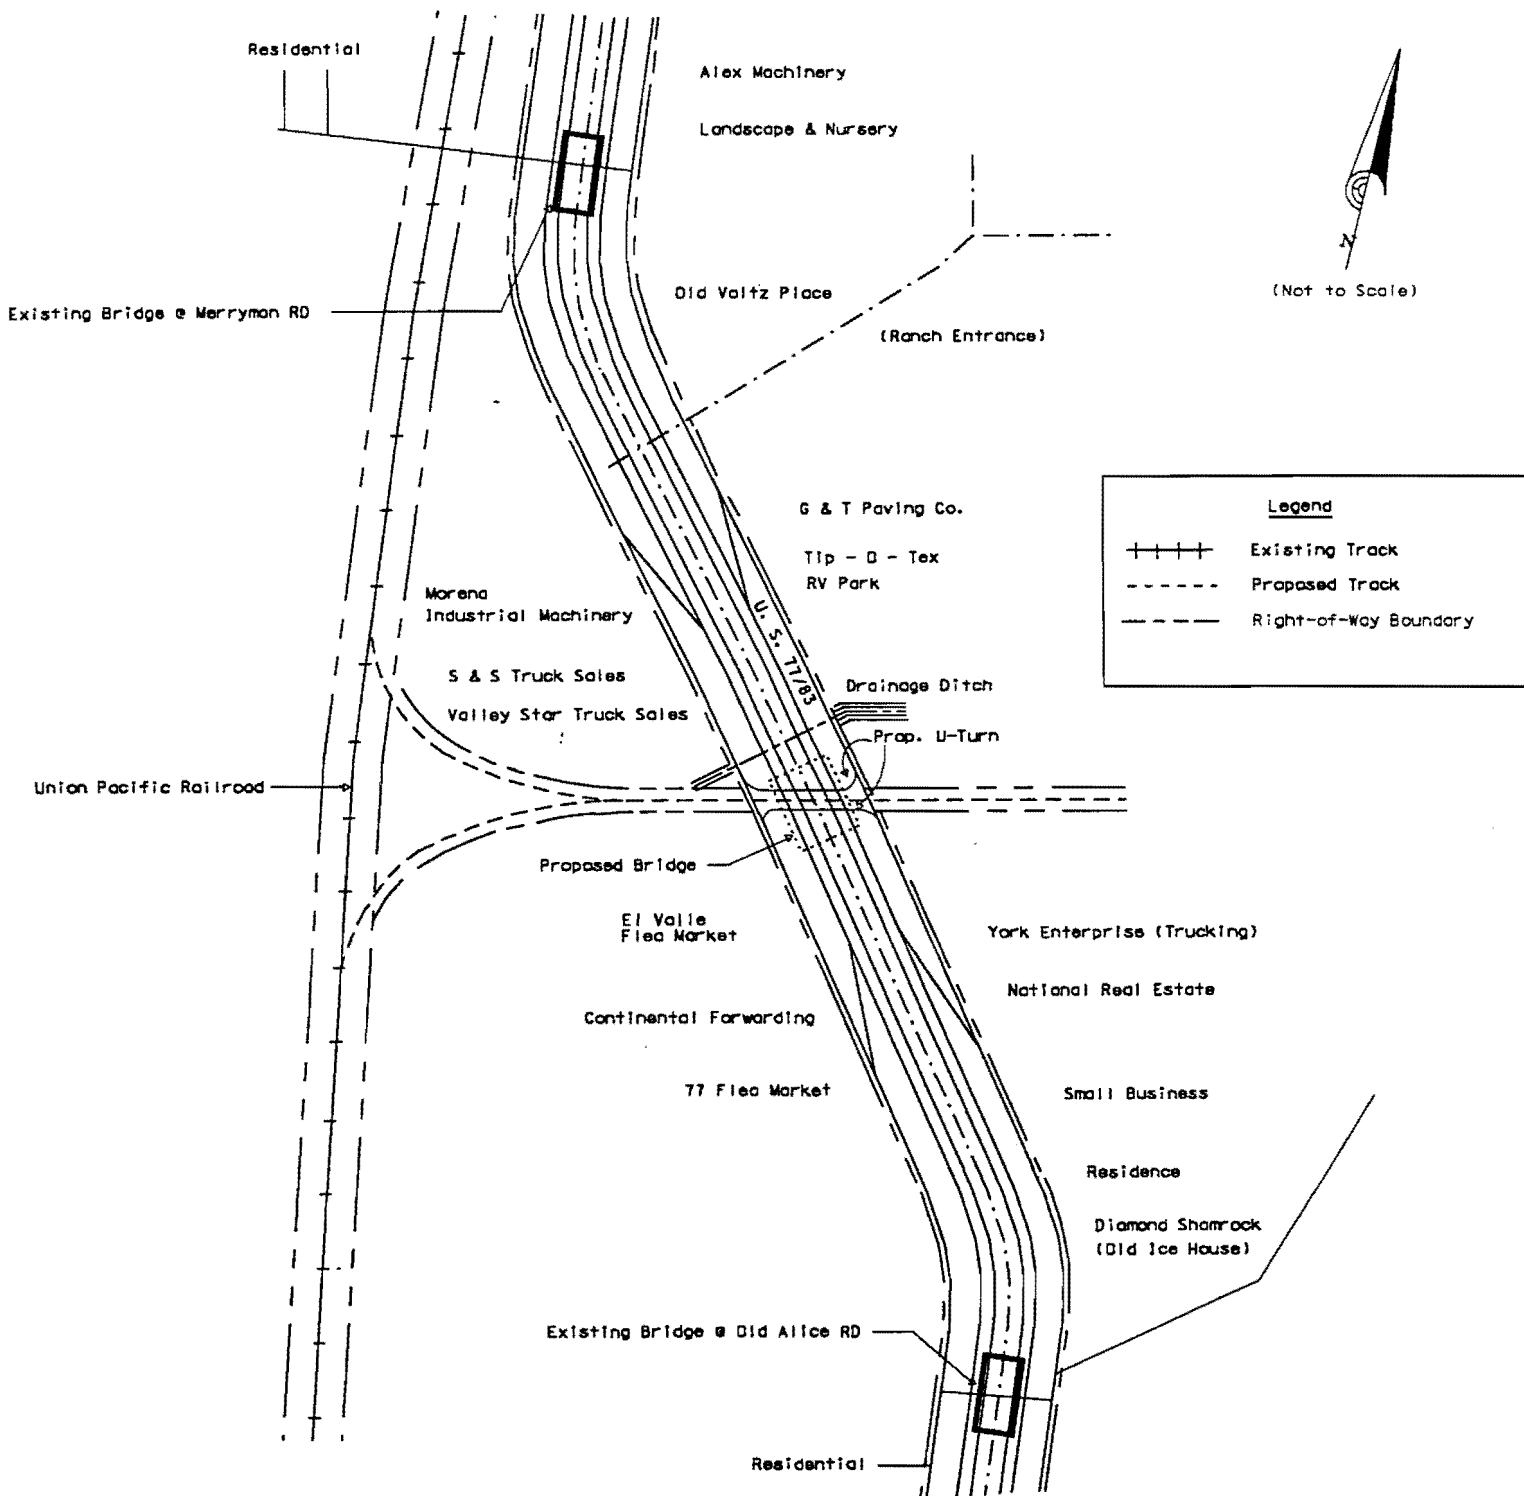 Residential
Alex Machinery
Landscape & Nursery
N
(Not to Scale)
Old Valtz Place
Existing Bridge @ Merryman RD
(Ranch Entrance)
Legend
Existing Track
Proposed Track
Right-of-Way Boundary
G & T Paving Co.
Tip - O - Tex
RV Park
Moreno
Industrial Machinery
U. S. 77/83
S & S Truck Sales
Drainage Ditch
Valley Star Truck Sales
Prop. U-Turn
Union Pacific Railroad
Proposed Bridge
El Valle
Flea Market
York Enterprise (Trucking)
National Real Estate
Continental Forwarding
77 Flea Market
Small Business
Residence
Diamond Shamrock
(Old Ice House)
Existing Bridge @ Old Alice RD
Residential